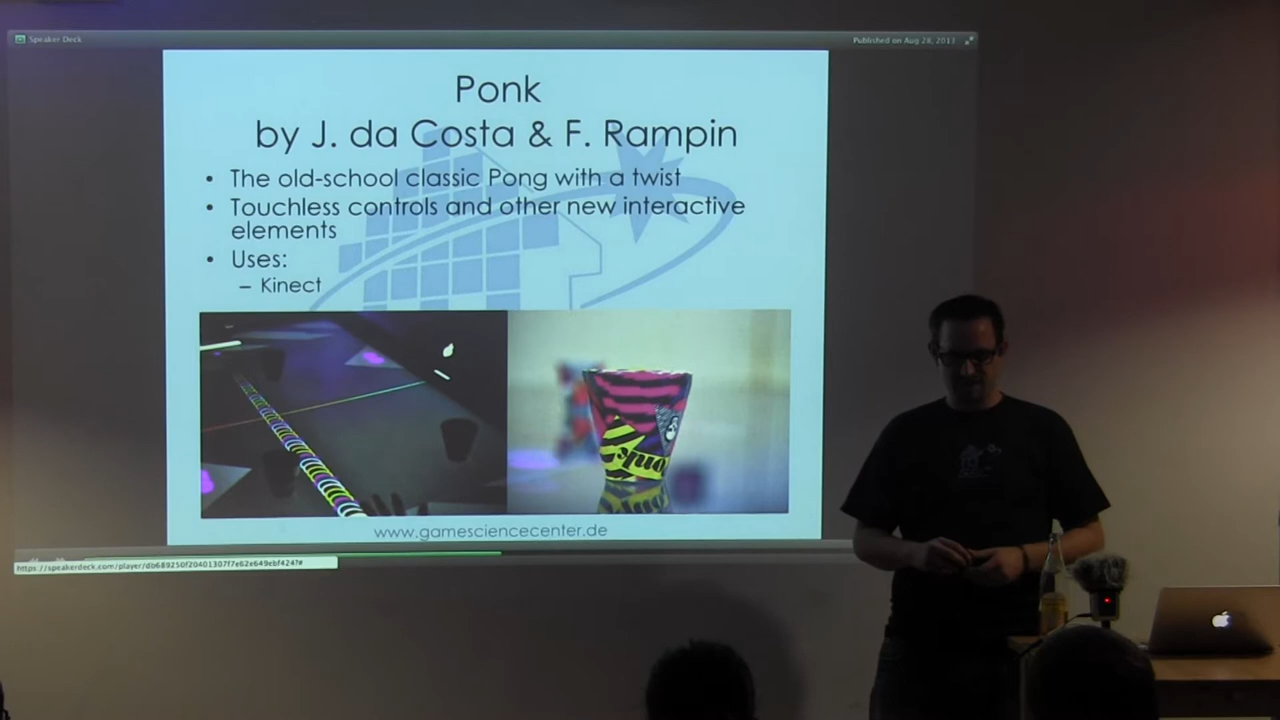 Speaker Deck
Published on Aug 28, 2013
Ponk
by J. da Costa & F. Rampin
• The old-school classic Pong with a twist
• Touchless controls and other new interactive
elements
• Uses:
– Kinect
www.gamesciencecenter.de